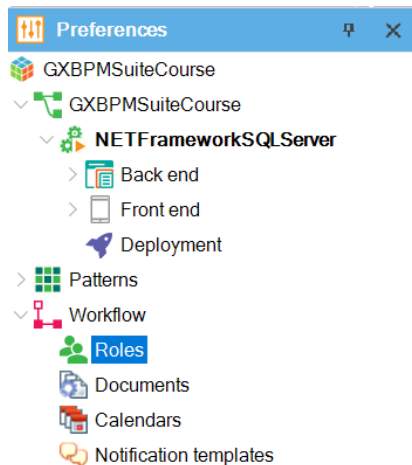 Preferences
GXBPMSuiteCourse
GXBPMSuiteCourse
NETFrameworkSQLServer
Back end
Front end
Deployment
Patterns
Workflow
Roles
Documents
Calendars
Notification templates